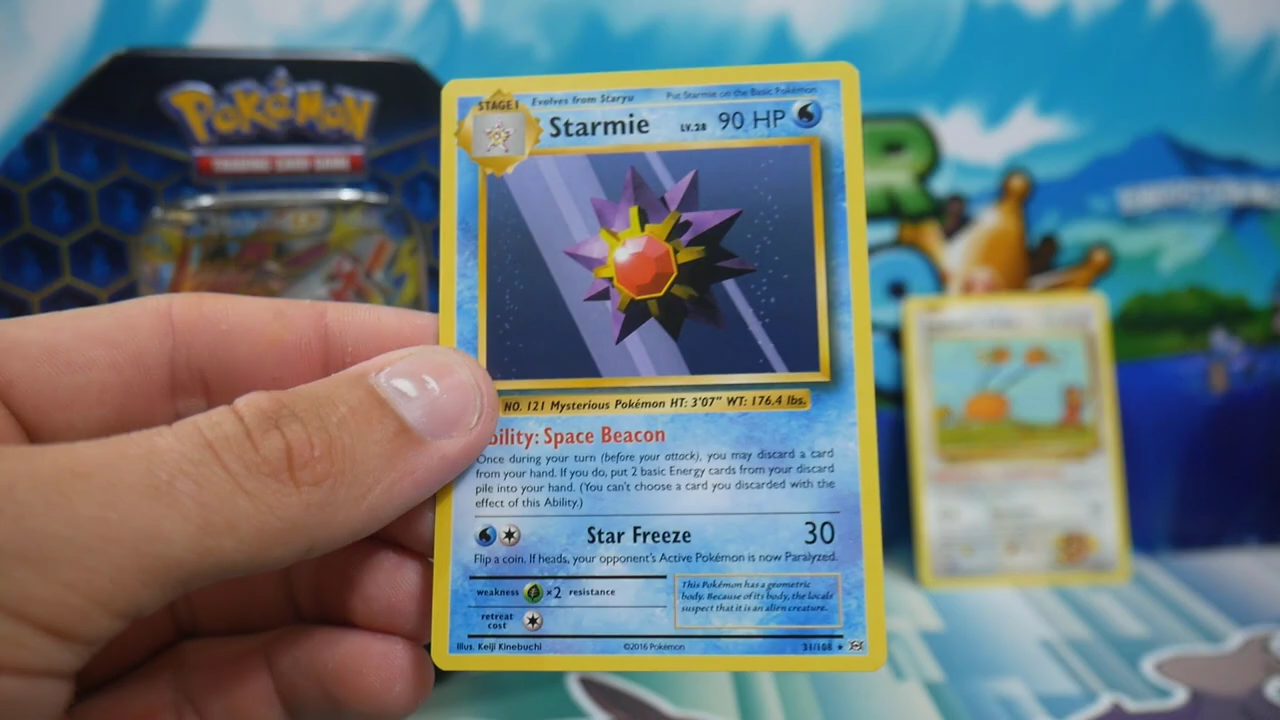 Pokémon
TRADING CARD GAME
STAGE1
Evolves from Staryu
Put Starmie on the Basic Pokémon
Starmie LV.28 90 HP
NO. 121 Mysterious Pokémon HT: 3'07" WT: 176.4 lbs.
bility: Space Beacon
Once during your turn (before your attack), you may discard a card
from your hand. If you do, put 2 basic Energy cards from your discard
pile into your hand. (You can't choose a card you discarded with the
effect of this Ability.)
Star Freeze 30
Flip a coin. If heads, your opponent's Active Pokémon is now Paralyzed.
weakness ×2 resistance
retreat
cost
This Pokémon has a geometric
body. Because of its body, the locals
suspect that it is an alien creature.
Illus. Keiji Kinebuchi ©2016 Pokémon 31/108 ★